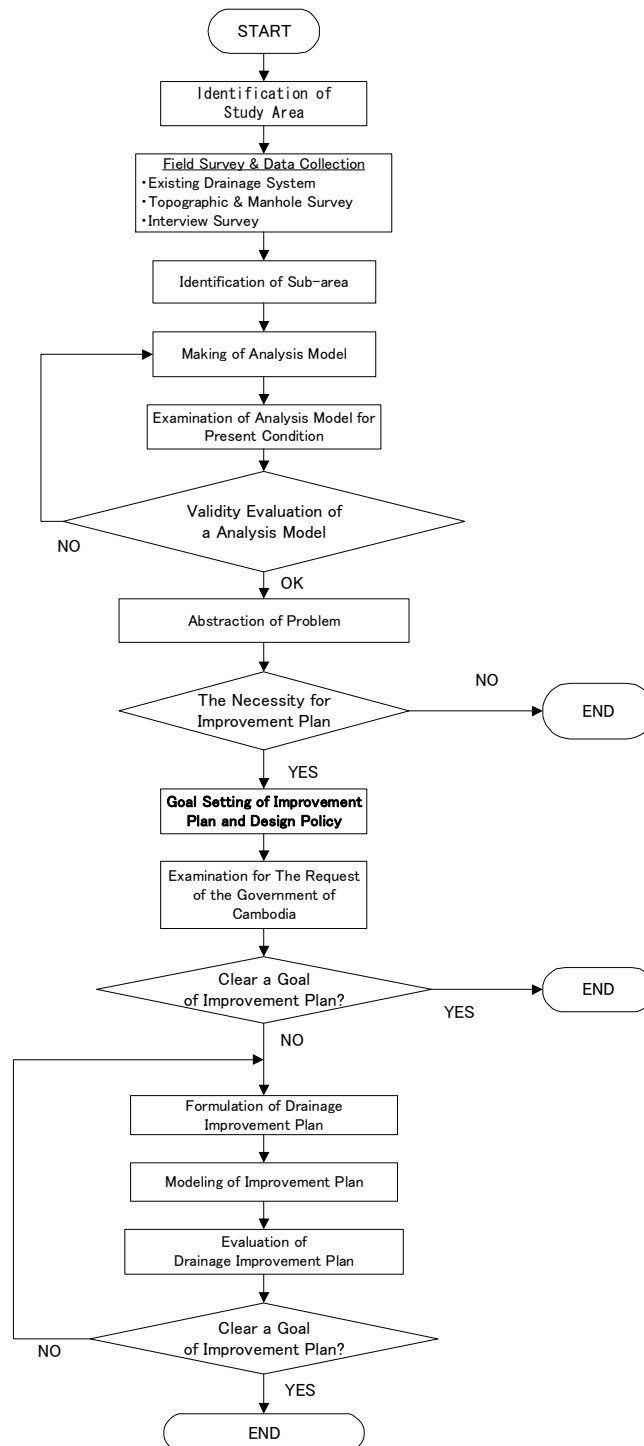 START
Identification of
Study Area
Field Survey & Data Collection
・Existing Drainage System
・Topographic & Manhole Survey
・Interview Survey
Identification of Sub-area
Making of Analysis Model
Examination of Analysis Model for
Present Condition
Validity Evaluation of
a Analysis Model
NO
OK
Abstraction of Problem
The Necessity for
Improvement Plan
NO
END
YES
Goal Setting of Improvement
Plan and Design Policy
Examination for The Request
of the Government of
Cambodia
Clear a Goal
of Improvement Plan?
YES
END
NO
Formulation of Drainage
Improvement Plan
Modeling of Improvement Plan
Evaluation of
Drainage Improvement Plan
Clear a Goal
of Improvement Plan?
NO
YES
END